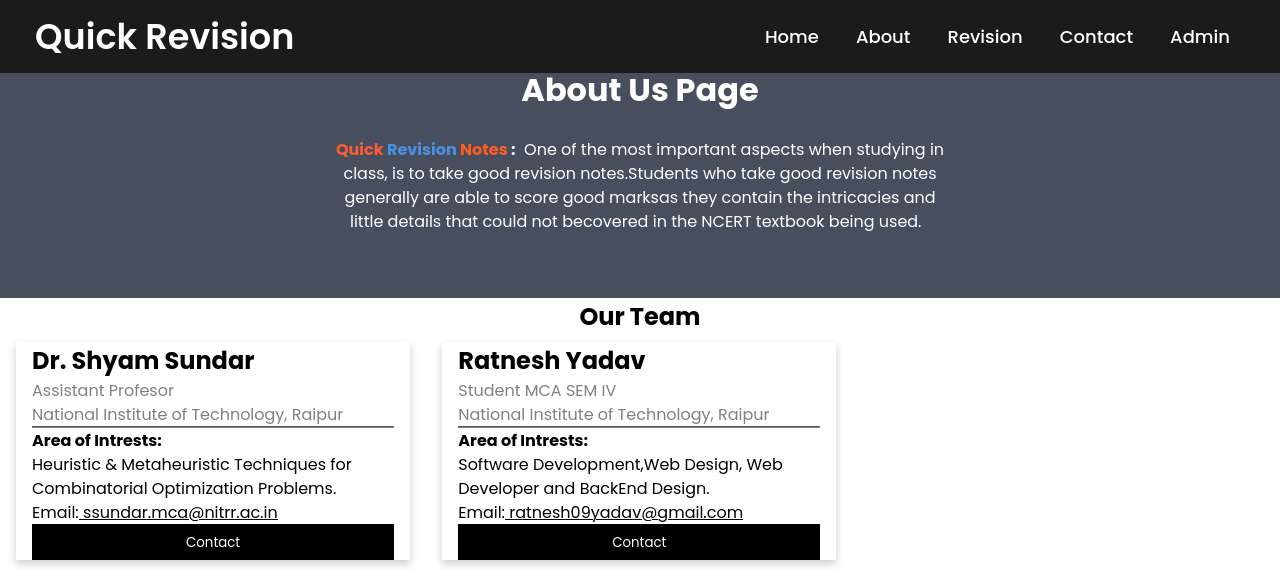 Quick Revision
Home About Revision Contact Admin
About Us Page
Quick Revision Notes : One of the most important aspects when studying in
class, is to take good revision notes.Students who take good revision notes
generally are able to score good marksas they contain the intricacies and
little details that could not becovered in the NCERT textbook being used.
Our Team
Dr. Shyam Sundar
Assistant Profesor
National Institute of Technology, Raipur
Area of Intrests:
Heuristic & Metaheuristic Techniques for
Combinatorial Optimization Problems.
Email: ssundar.mca@nitrr.ac.in
Contact
Ratnesh Yadav
Student MCA SEM IV
National Institute of Technology, Raipur
Area of Intrests:
Software Development,Web Design, Web
Developer and BackEnd Design.
Email: ratnesh09yadav@gmail.com
Contact